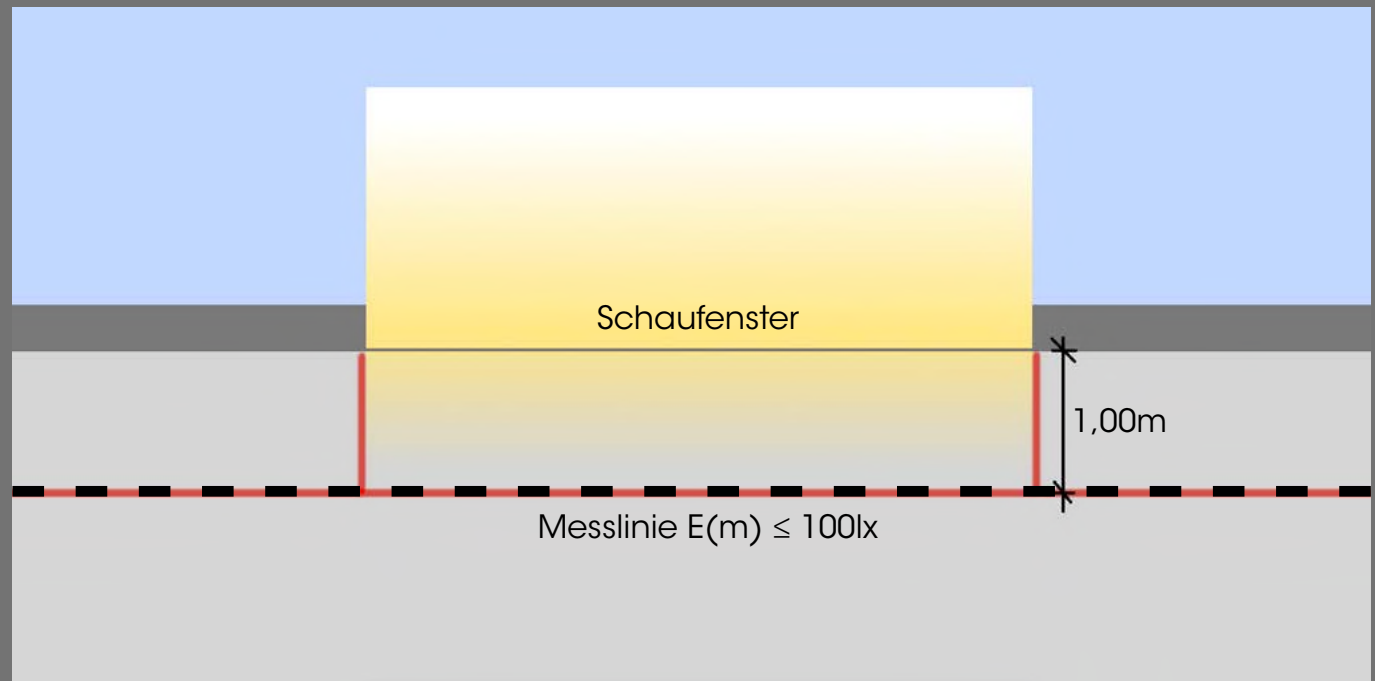 Schaufenster
1,00m
Messlinie E(m) ≤ 100lx